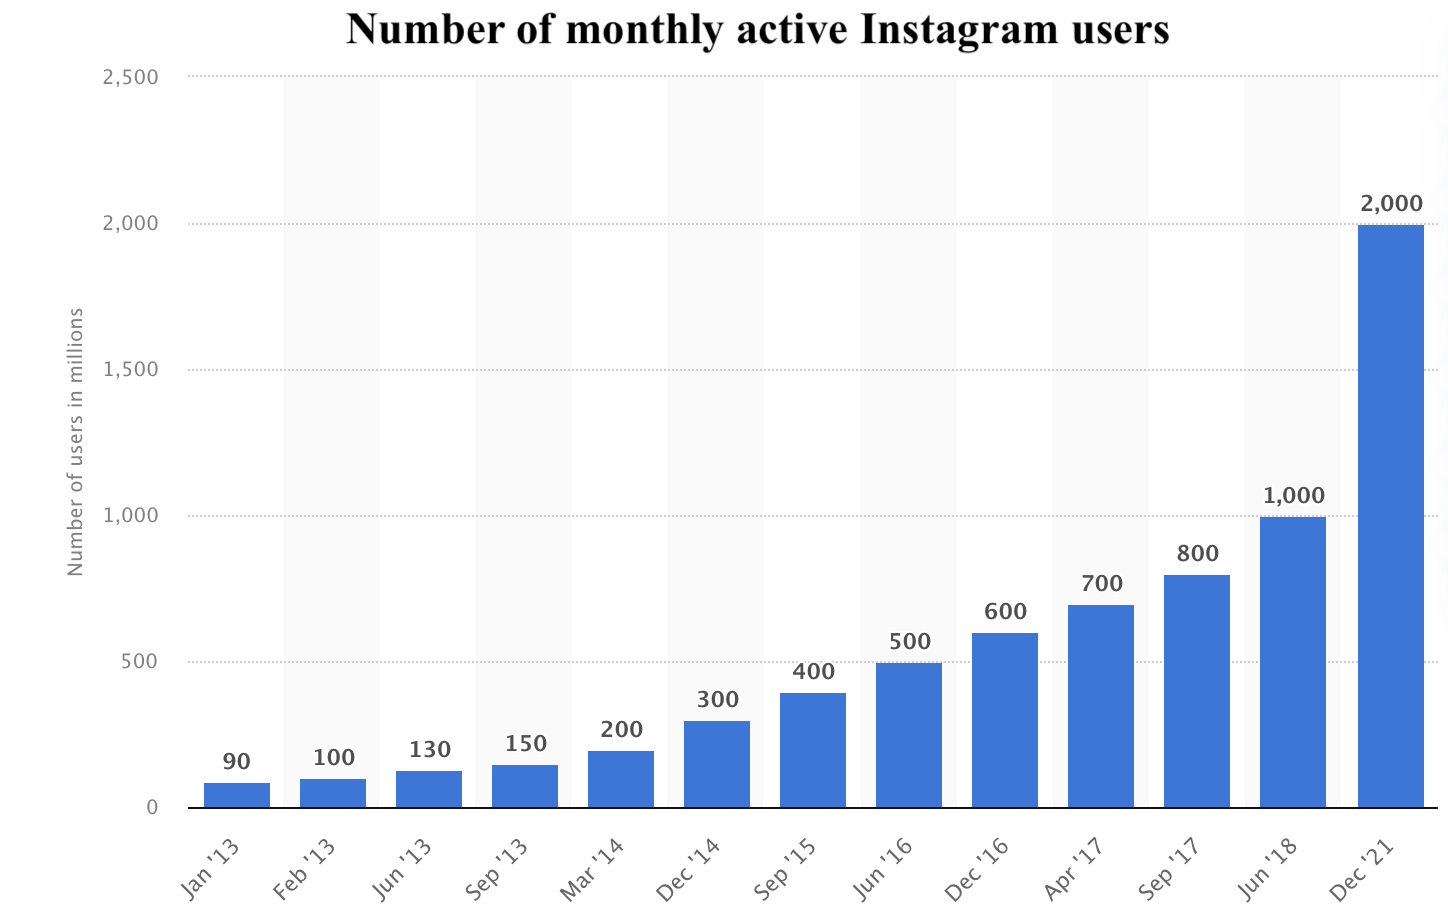 Number of monthly active Instagram users
Number of users in millions
2,500
2,000
1,500
1,000
500
0
90
100
130
150
200
300
400
500
600
700
800
1,000
2,000
Jan '13
Feb '13
Jun '13
Sep '13
Mar '14
Dec '14
Sep '15
Jun '16
Dec '16
Apr '17
Sep '17
Jun '18
Dec '21